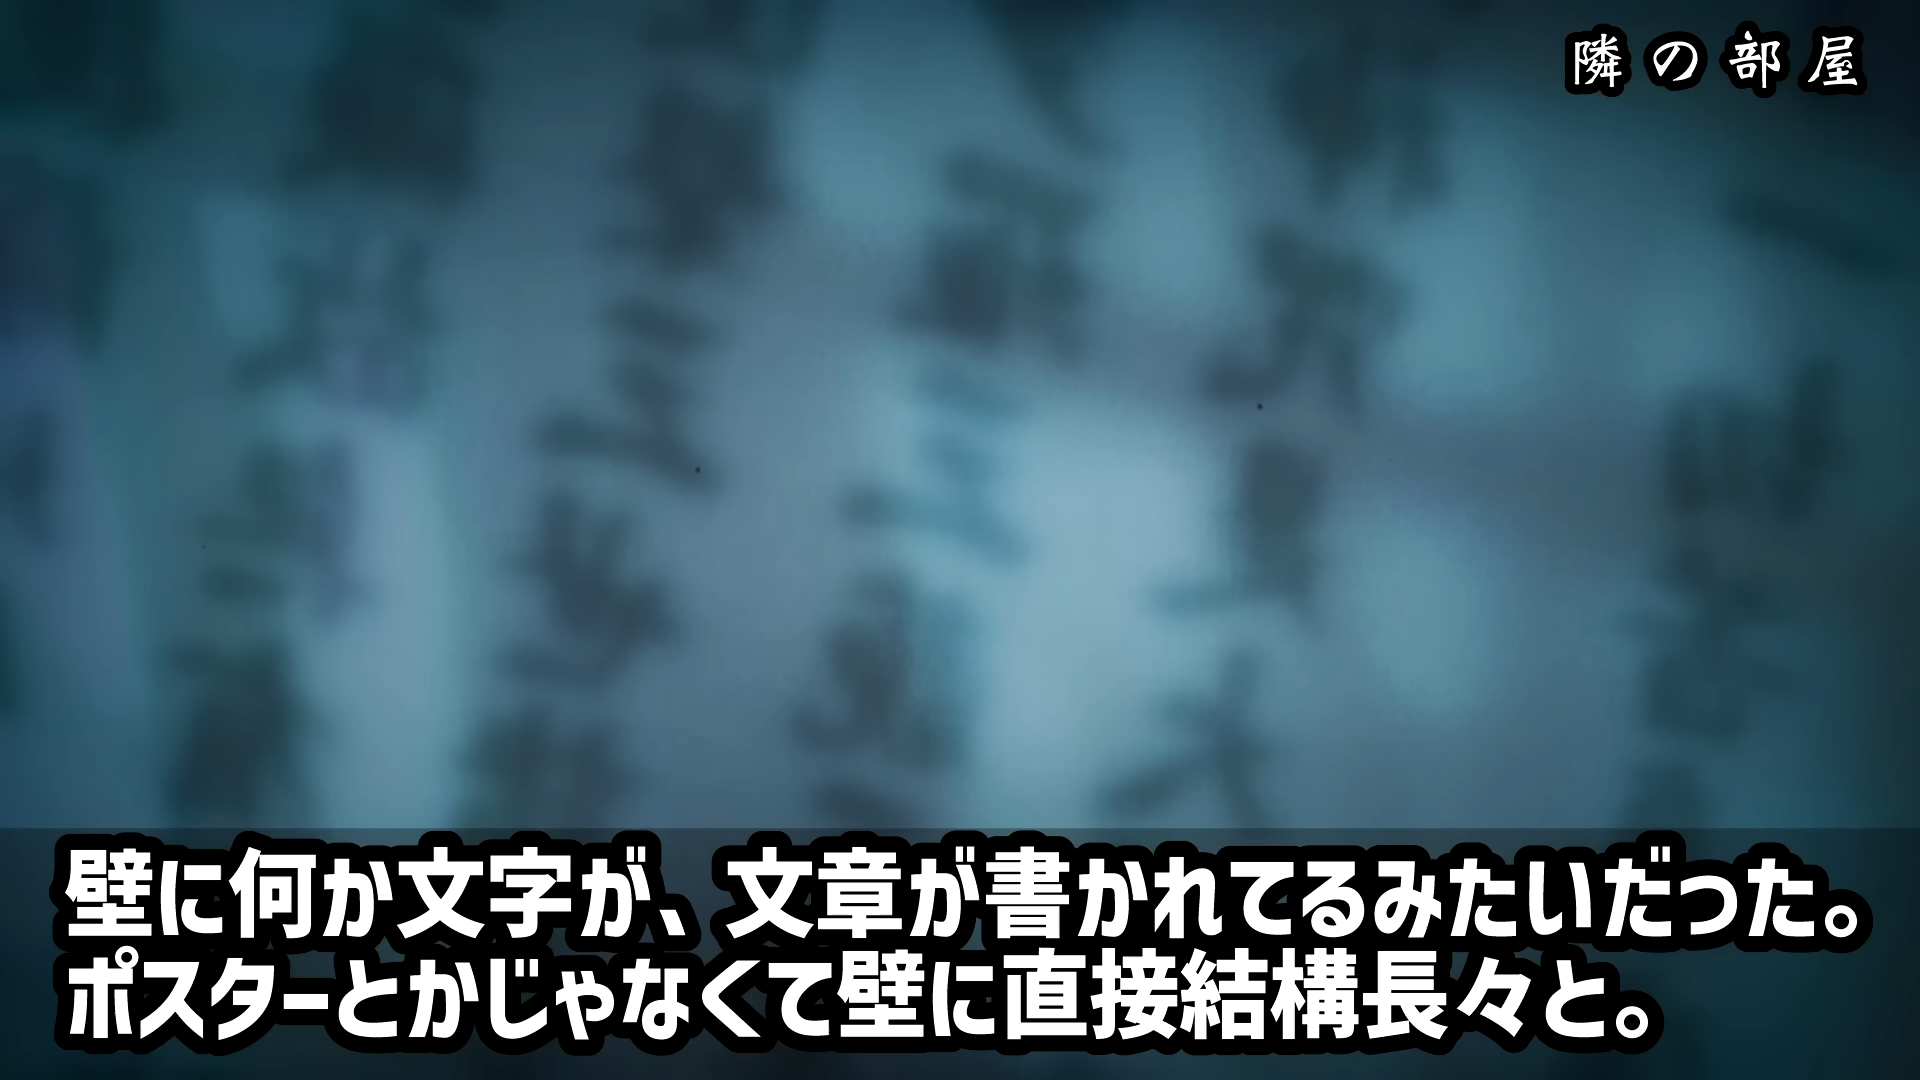 隣の部屋
壁に何か文字が、文章が書かれてるみたいだった。
ポスターとかじゃなくて壁に直接結構長々と。